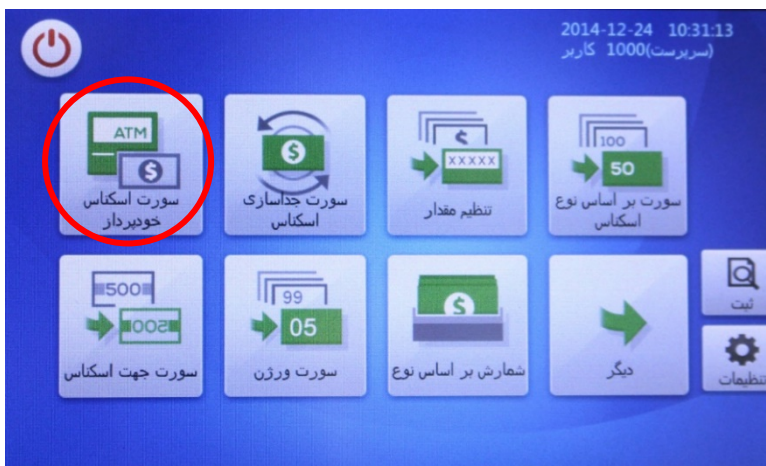 2014-12-24 10:31:13
(سرپرست)1000 کاربر
ATM
سورت اسکناس
خودپرداز
سورت جداسازی
اسکناس
XXXXX
تنظیم مقدار
100
50
سورت بر اساس نوع
اسکناس
500
500
سورت جهت اسکناس
99
05
سورت ورژن
شمارش بر اساس نوع
دیگر
ثبت
تنظیمات